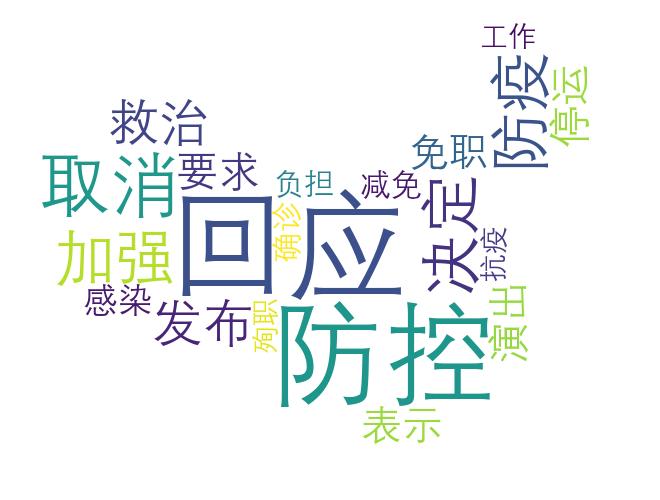 工作
防疫
停运
救治
免职
取消
要求
负担
减免
决定
回应
确诊
加强
抗疫
感染
发布
殉职
演出
防控
表示